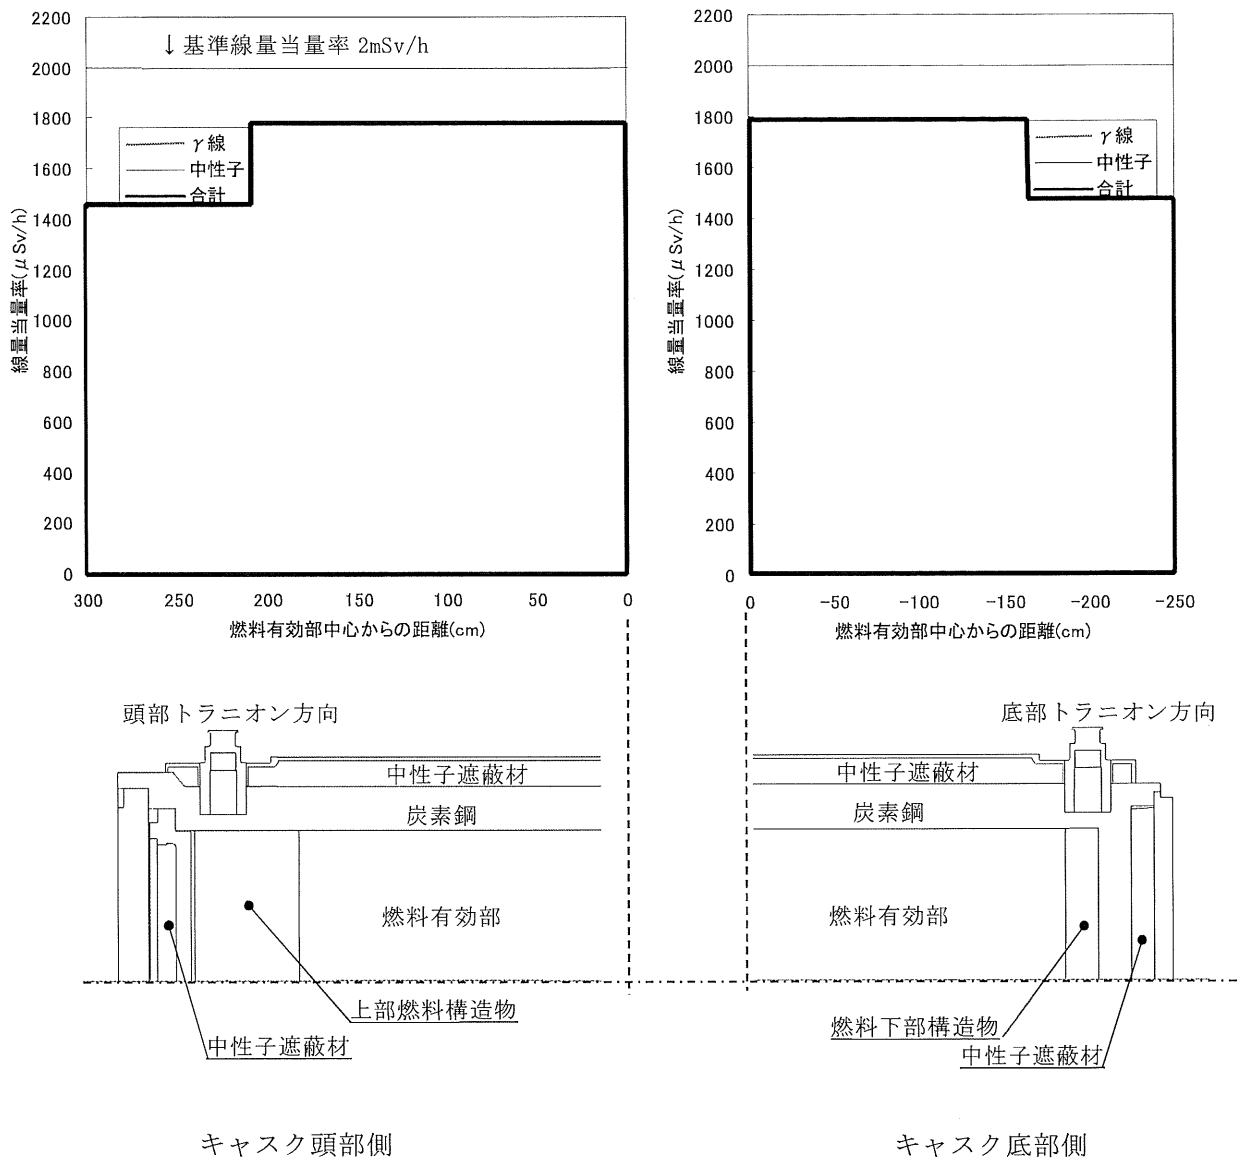 2200
2000
1800
1600
1400
1200
1000
800
600
400
200
0
線量当量率(μSv/h)
↓基準線量当量率 2mSv/h
γ線
中性子
合計
300 250 200 150 100 50 0
燃料有効部中心からの距離(cm)
2200
2000
1800
1600
1400
1200
1000
800
600
400
200
0
線量当量率(μSv/h)
γ線
中性子
合計
0 -50 -100 -150 -200 -250
燃料有効部中心からの距離(cm)
頭部トラニオン方向
中性子遮蔽材
炭素鋼
燃料有効部
上部燃料構造物
中性子遮蔽材
キャスク頭部側
底部トラニオン方向
中性子遮蔽材
炭素鋼
燃料有効部
燃料下部構造物
中性子遮蔽材
キャスク底部側